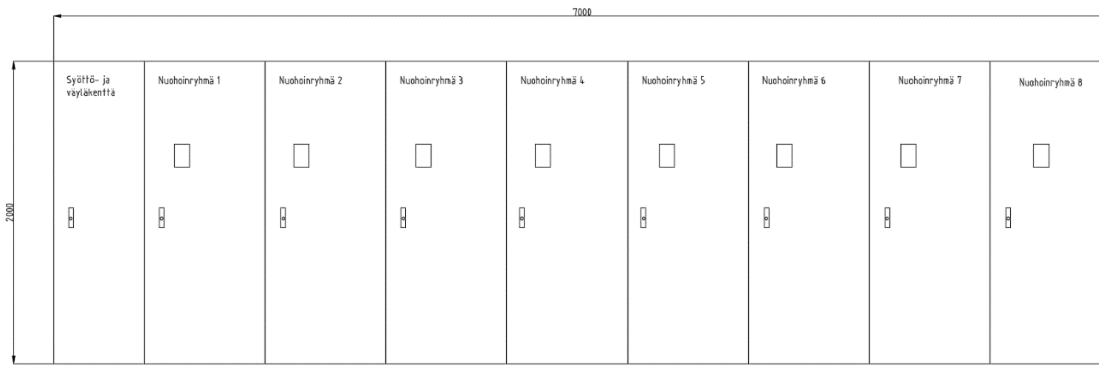 7000
Syöttö- ja
väyläkenttä
Nuohoinryhmä 1
Nuohoinryhmä 2
Nuohoinryhmä 3
Nuohoinryhmä 4
Nuohoinryhmä 5
Nuohoinryhmä 6
Nuohoinryhmä 7
Nuohoinryhmä 8
2000